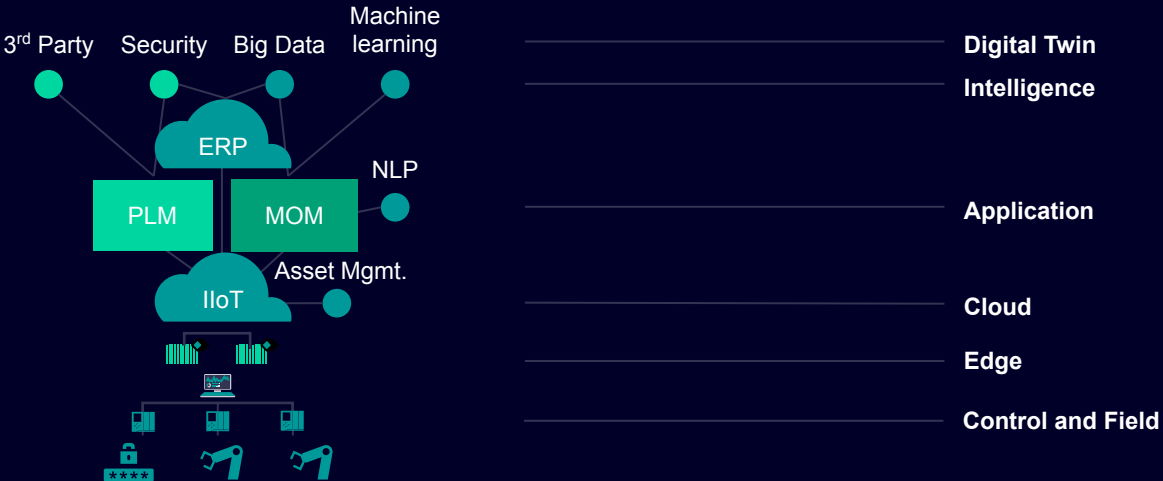 Machine
3rd Party Security Big Data learning
Digital Twin
Intelligence
ERP
NLP
PLM MOM
Application
Asset Mgmt.
IIoT
Cloud
Edge
Control and Field
****